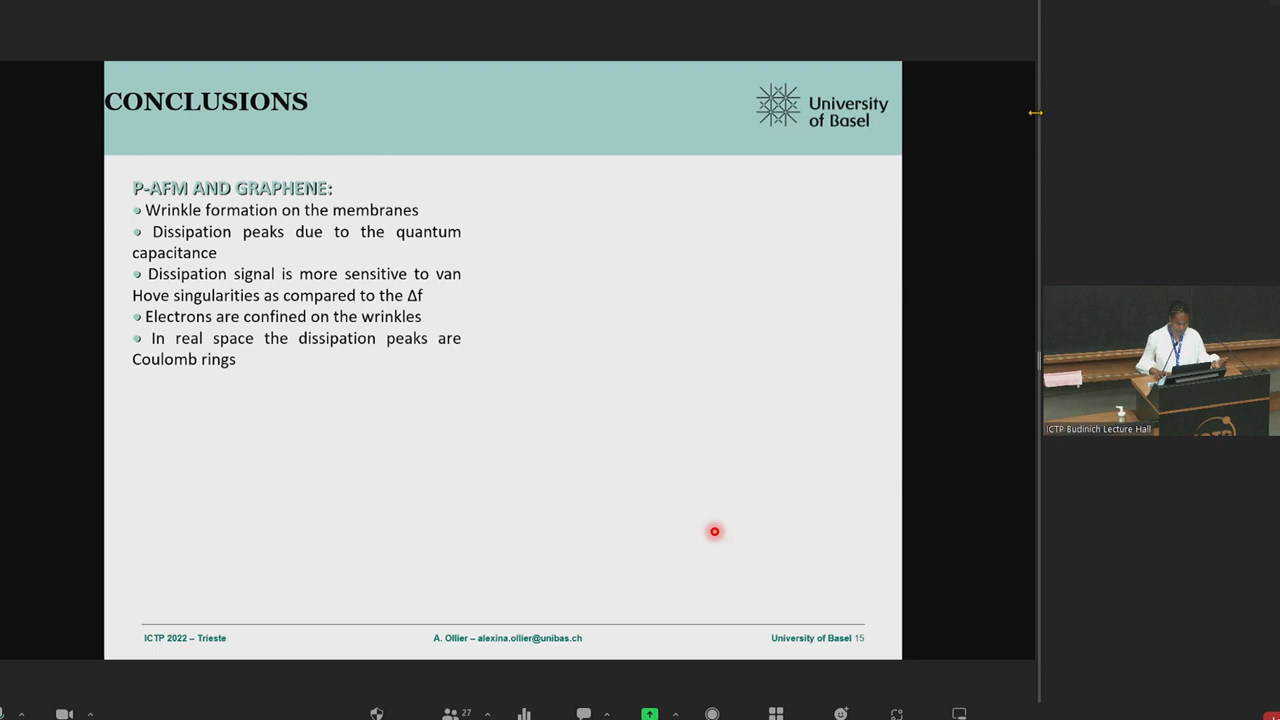 CONCLUSIONS
University
of Basel
P-AFM AND GRAPHENE:
• Wrinkle formation on the membranes
• Dissipation peaks due to the quantum
capacitance
• Dissipation signal is more sensitive to van
Hove singularities as compared to the Δf
• Electrons are confined on the wrinkles
• In real space the dissipation peaks are
Coulomb rings
ICTP 2022 – Trieste
A. Ollier – alexina.ollier@unibas.ch
University of Basel 15
ICTP Budinich Lecture Hall
ICTP
27